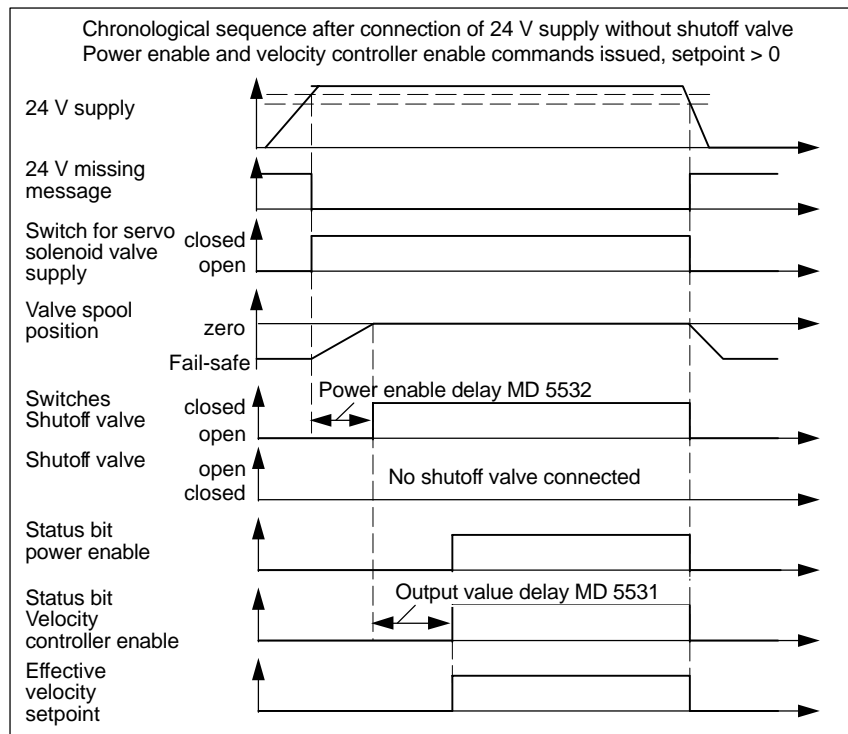 Chronological sequence after connection of 24 V supply without shutoff valve
Power enable and velocity controller enable commands issued, setpoint > 0
24 V supply
24 V missing
message
Switch for servo
solenoid valve
supply
closed
open
Valve spool
position
zero
Fail-safe
Switches
Shutoff valve
closed
open
Power enable delay MD 5532
Shutoff valve
open
closed
No shutoff valve connected
Status bit
power enable
Status bit
Velocity
controller enable
Output value delay MD 5531
Effective
velocity
setpoint